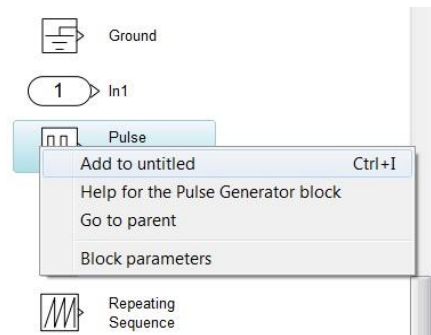 Ground
1 In1
Pulse
Add to untitled Ctrl+I
Help for the Pulse Generator block
Go to parent
Block parameters
Repeating
Sequence